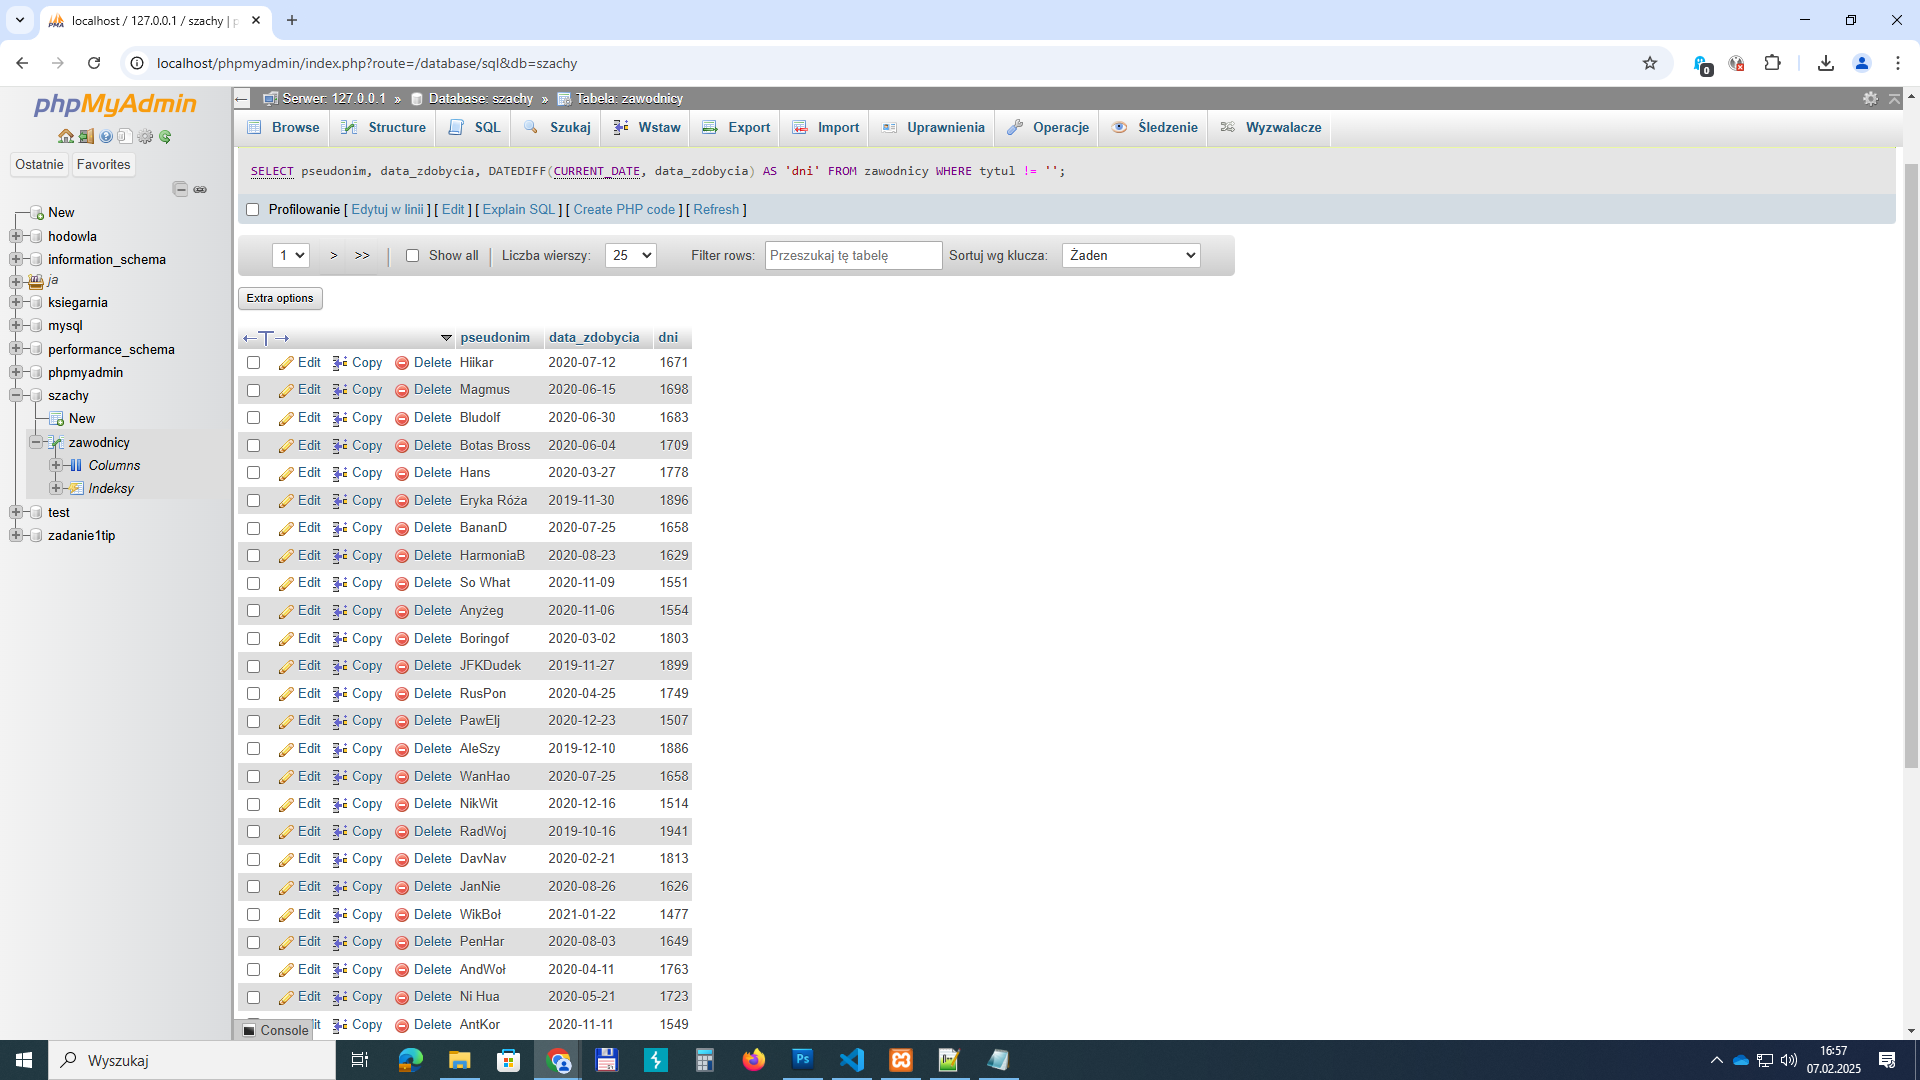 localhost / 127.0.0.1 / szachy | p
localhost/phpmyadmin/index.php?route=/database/sql&db=szachy
0
phpMyAdmin
Ostatnie Favorites
New
hodowla
information_schema
ja
ksiegarnia
mysql
performance_schema
phpmyadmin
szachy
New
zawodnicy
Columns
Indeksy
test
zadanie1tip
Serwer: 127.0.0.1 » Database: szachy » Tabela: zawodnicy
Browse Structure SQL Szukaj Wstaw Export Import Uprawnienia Operacje Śledzenie Wyzwalacze
SELECT pseudonim, data_zdobycia, DATEDIFF(CURRENT_DATE, data_zdobycia) AS 'dni' FROM zawodnicy WHERE tytul != '';
Profilowanie [ Edytuj w linii ] [ Edit ] [ Explain SQL ] [ Create PHP code ] [ Refresh ]
1 > >> Show all Liczba wierszy: 25 Filter rows: Przeszukaj tę tabelę Sortuj wg klucza: Żaden
Extra options
pseudonim data_zdobycia dni
Edit Copy Delete Hiikar 2020-07-12 1671
Edit Copy Delete Magmus 2020-06-15 1698
Edit Copy Delete Bludolf 2020-06-30 1683
Edit Copy Delete Botas Bross 2020-06-04 1709
Edit Copy Delete Hans 2020-03-27 1778
Edit Copy Delete Eryka Róża 2019-11-30 1896
Edit Copy Delete BananD 2020-07-25 1658
Edit Copy Delete HarmoniaB 2020-08-23 1629
Edit Copy Delete So What 2020-11-09 1551
Edit Copy Delete Anyżeg 2020-11-06 1554
Edit Copy Delete Boringof 2020-03-02 1803
Edit Copy Delete JFKDudek 2019-11-27 1899
Edit Copy Delete RusPon 2020-04-25 1749
Edit Copy Delete PawElj 2020-12-23 1507
Edit Copy Delete AleSzy 2019-12-10 1886
Edit Copy Delete WanHao 2020-07-25 1658
Edit Copy Delete NikWit 2020-12-16 1514
Edit Copy Delete RadWoj 2019-10-16 1941
Edit Copy Delete DavNav 2020-02-21 1813
Edit Copy Delete JanNie 2020-08-26 1626
Edit Copy Delete WikBoł 2021-01-22 1477
Edit Copy Delete PenHar 2020-08-03 1649
Edit Copy Delete AndWoł 2020-04-11 1763
Edit Copy Delete Ni Hua 2020-05-21 1723
it Copy Delete AntKor 2020-11-11 1549
Console
Wyszukaj
Ps
16:57
07.02.2025